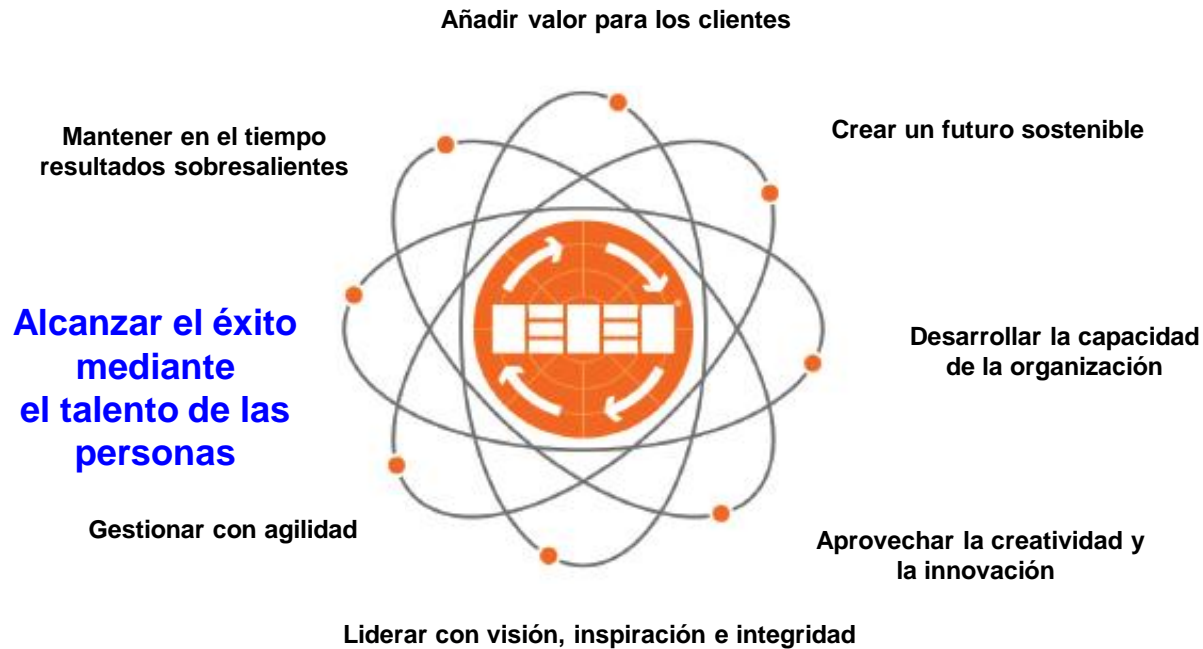 Añadir valor para los clientes
Mantener en el tiempo
resultados sobresalientes
Crear un futuro sostenible
Alcanzar el éxito
mediante
el talento de las
personas
Desarrollar la capacidad
de la organización
Gestionar con agilidad
Aprovechar la creatividad y
la innovación
Liderar con visión, inspiración e integridad